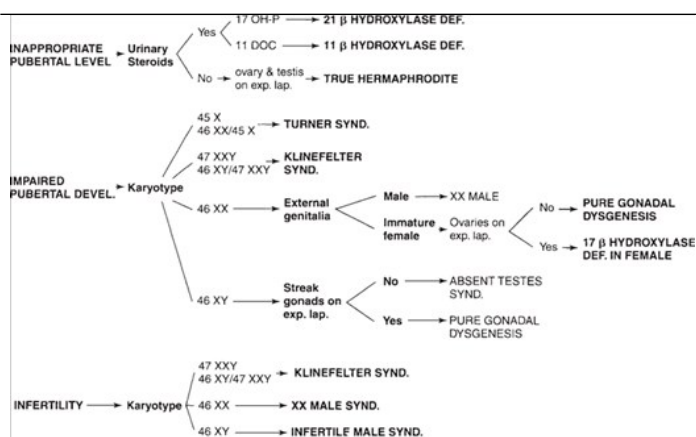 17 OH-P → 21 β HYDROXYLASE DEF.
Yes
INAPPROPRIATE → Urinary
PUBERTAL LEVEL Steroids
11 DOC → 11 β HYDROXYLASE DEF.
No → ovary & testis → TRUE HERMAPHRODITE
on exp. lap.
45 X
46 XX/45 X → TURNER SYND.
47 XXY → KLINEFELTER
46 XY/47 XXY SYND.
IMPAIRED → Karyotype
PUBERTAL DEVEL.
46 XX → External
genitalia
Male → XX MALE
Immature → Ovaries on
female exp. lap.
No → PURE GONADAL
DYSGENESIS
Yes → 17 β HYDROXYLASE
DEF. IN FEMALE
46 XY → Streak
gonads on
exp. lap.
No → ABSENT TESTES
SYND.
Yes → PURE GONADAL
DYSGENESIS
47 XXY
46 XY/47 XXY → KLINEFELTER SYND.
INFERTILITY → Karyotype
46 XX → XX MALE SYND.
46 XY → INFERTILE MALE SYND.